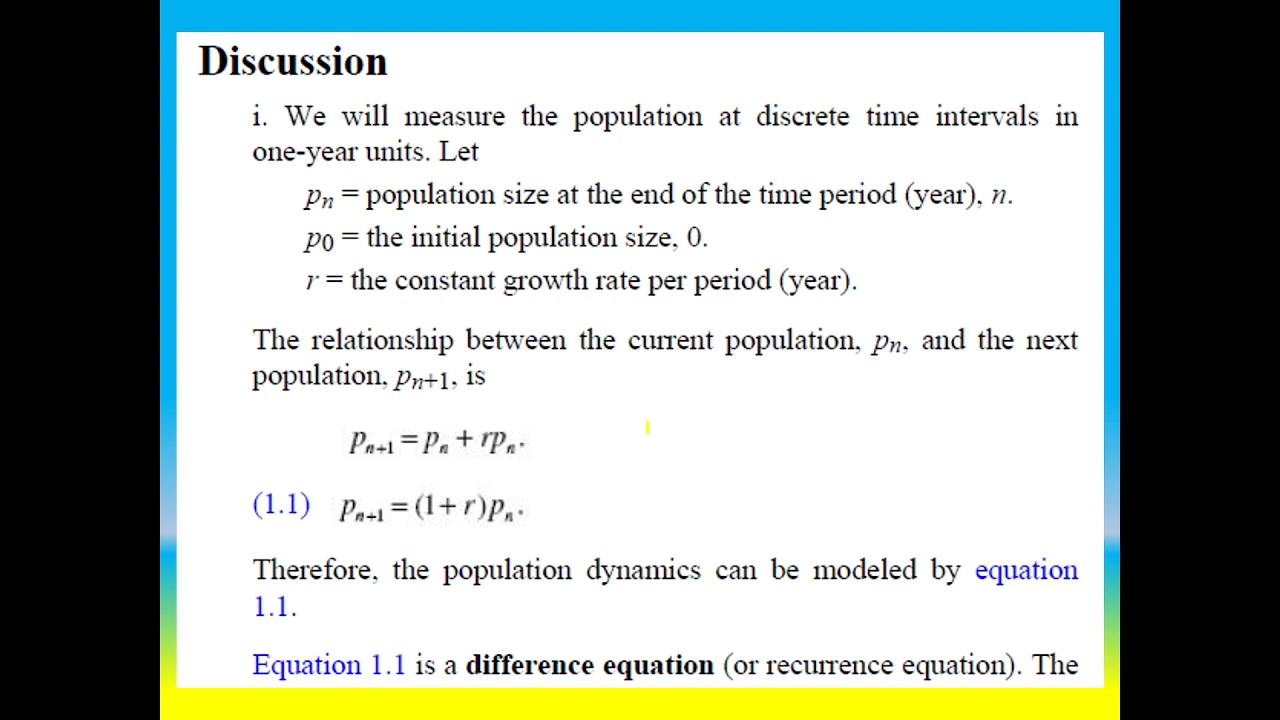 Discussion
i. We will measure the population at discrete time intervals in
one-year units. Let
pn = population size at the end of the time period (year), n.
p0 = the initial population size, 0.
r = the constant growth rate per period (year).
The relationship between the current population, pn, and the next
population, pn+1, is
pn+1 = pn + rpn.
(1.1) pn+1 = (1+ r)pn.
Therefore, the population dynamics can be modeled by equation
1.1.
Equation 1.1 is a difference equation (or recurrence equation). The